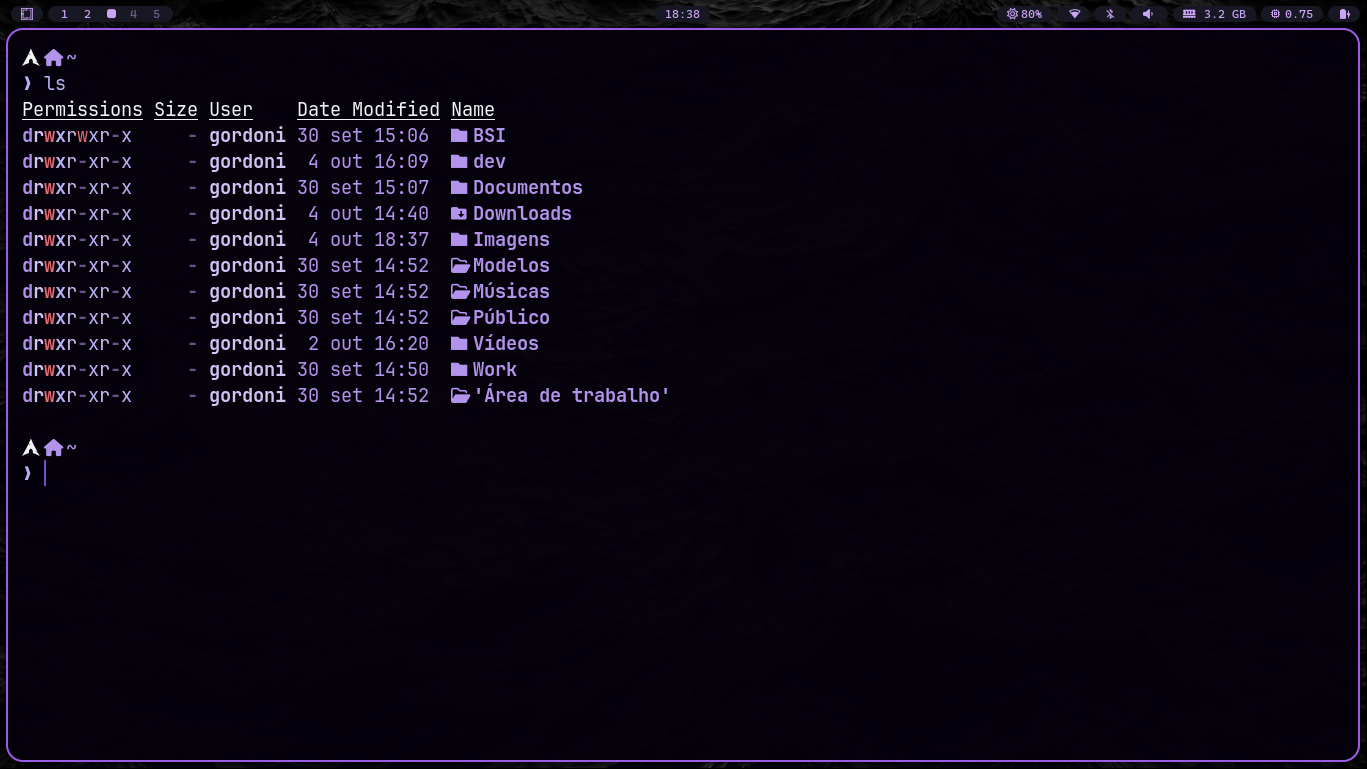 1 2 4 5 18:38 80% 3.2 GB 0.75
~
❯ ls
Permissions Size User Date Modified Name
drwxrwxr-x - gordoni 30 set 15:06 BSI
drwxr-xr-x - gordoni 4 out 16:09 dev
drwxr-xr-x - gordoni 30 set 15:07 Documentos
drwxr-xr-x - gordoni 4 out 14:40 Downloads
drwxr-xr-x - gordoni 4 out 18:37 Imagens
drwxr-xr-x - gordoni 30 set 14:52 Modelos
drwxr-xr-x - gordoni 30 set 14:52 Músicas
drwxr-xr-x - gordoni 30 set 14:52 Público
drwxr-xr-x - gordoni 2 out 16:20 Vídeos
drwxr-xr-x - gordoni 30 set 14:50 Work
drwxr-xr-x - gordoni 30 set 14:52 'Área de trabalho'
~
❯